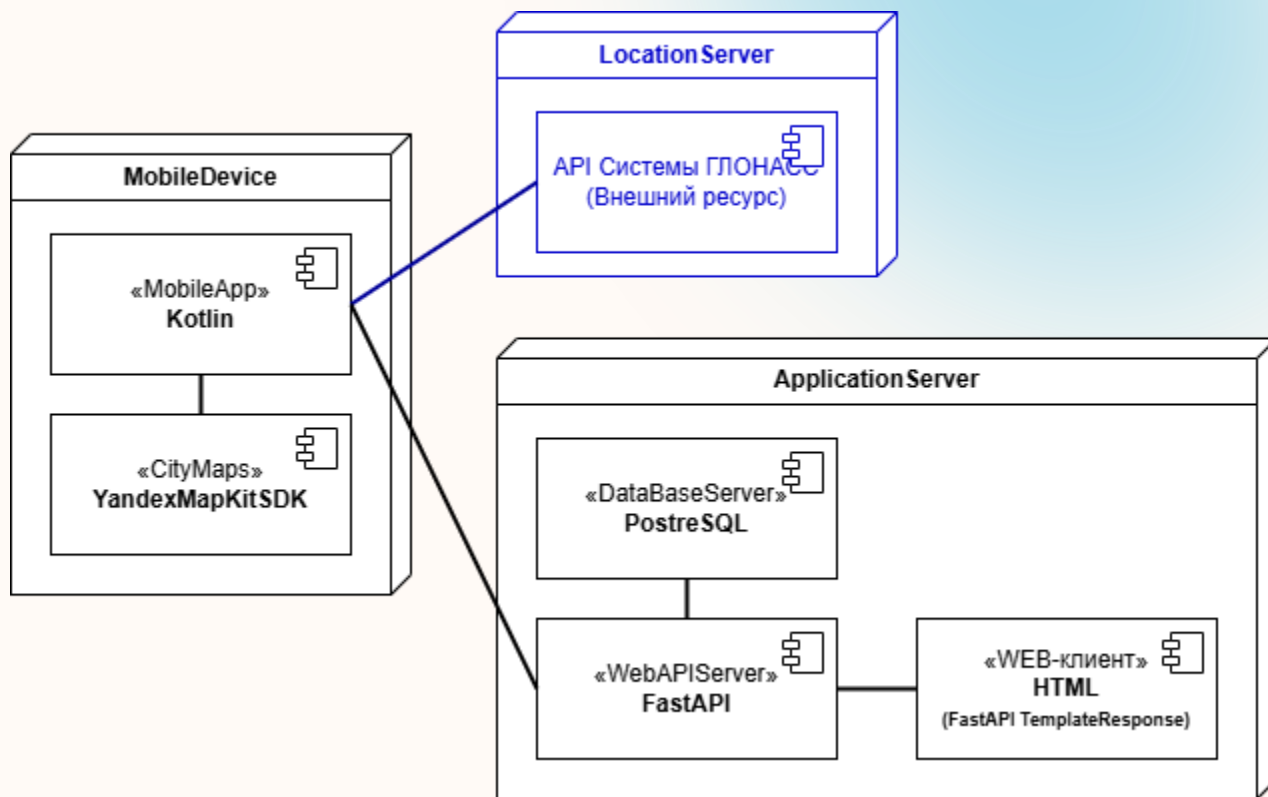 LocationServer
API Системы ГЛОНАСС
(Внешний ресурс)
MobileDevice
«MobileApp»
Kotlin
«CityMaps»
YandexMapKitSDK
ApplicationServer
«DataBaseServer»
PostreSQL
«WebAPIServer»
FastAPI
«WEB-клиент»
HTML
(FastAPI TemplateResponse)